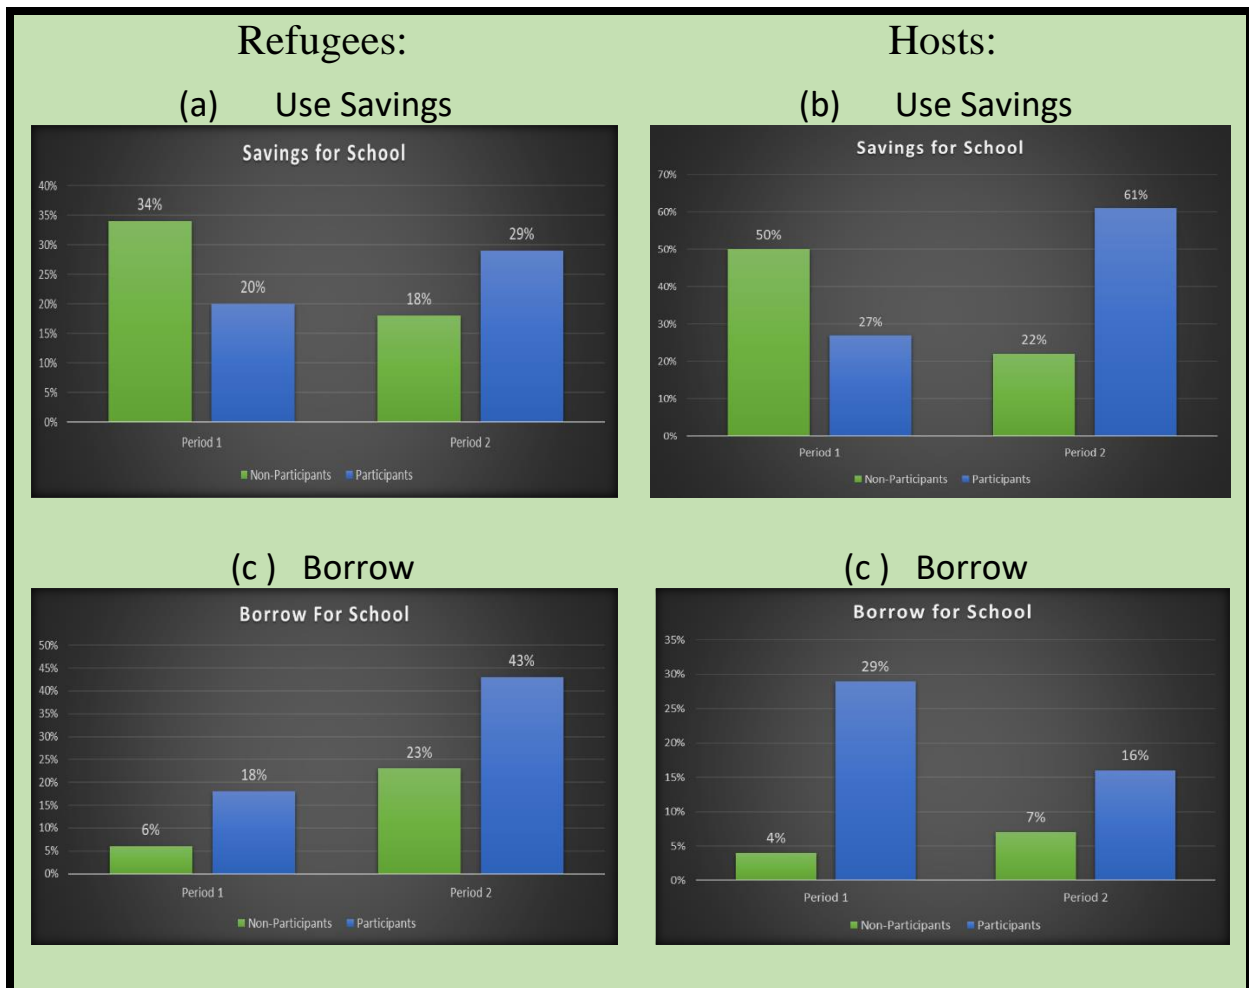 Refugees:
(a) Use Savings
Savings for School
40%
35%
30%
25%
20%
15%
10%
5%
0%
34%
20%
18%
29%
Period 1
Period 2
Non-Participants
Participants
Hosts:
(b) Use Savings
Savings for School
70%
60%
50%
40%
30%
20%
10%
0%
50%
27%
22%
61%
Period 1
Period 2
Non-Participants
Participants
(c ) Borrow
Borrow For School
50%
45%
40%
35%
30%
25%
20%
15%
10%
5%
0%
6%
18%
23%
43%
Period 1
Period 2
Non-Participants
Participants
(c ) Borrow
Borrow for School
35%
30%
25%
20%
15%
10%
5%
0%
4%
29%
7%
16%
Period 1
Period 2
Non-Participants
Participants